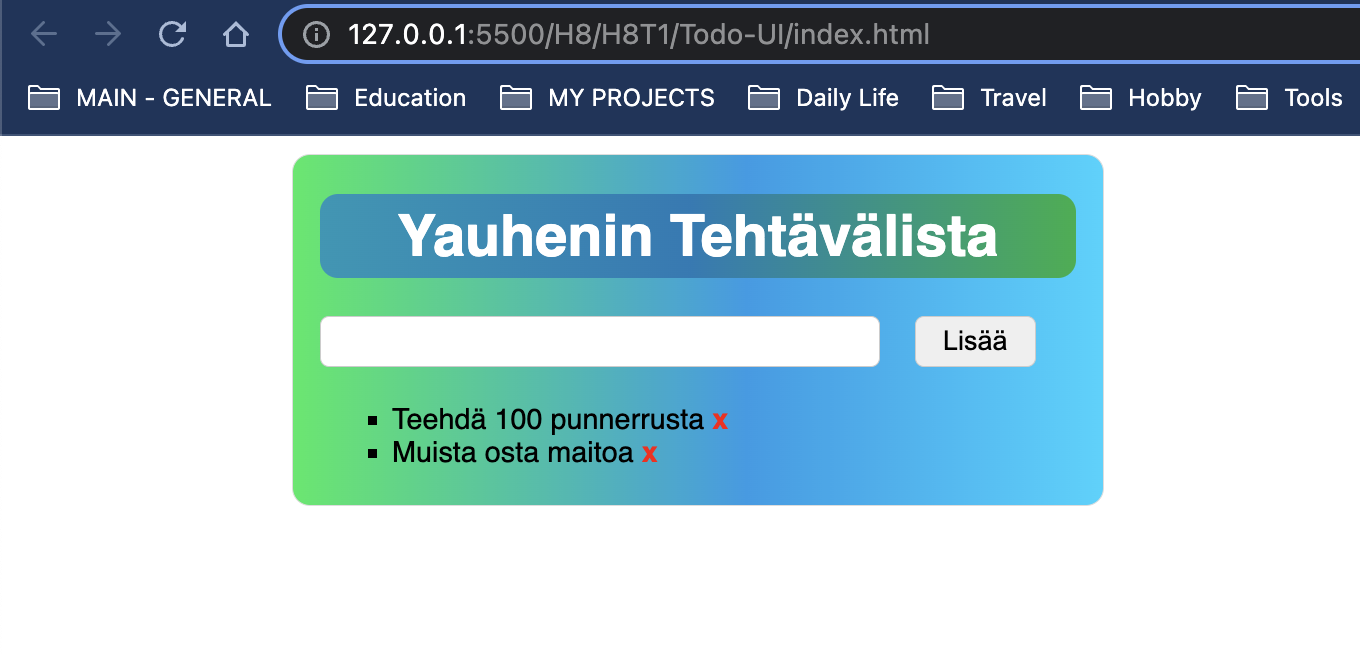 127.0.0.1:5500/H8/H8T1/Todo-UI/index.html
MAIN - GENERAL Education MY PROJECTS Daily Life Travel Hobby Tools
Yauhenin Tehtävälista
Lisää
Teehdä 100 punnerrusta x
Muista osta maitoa x